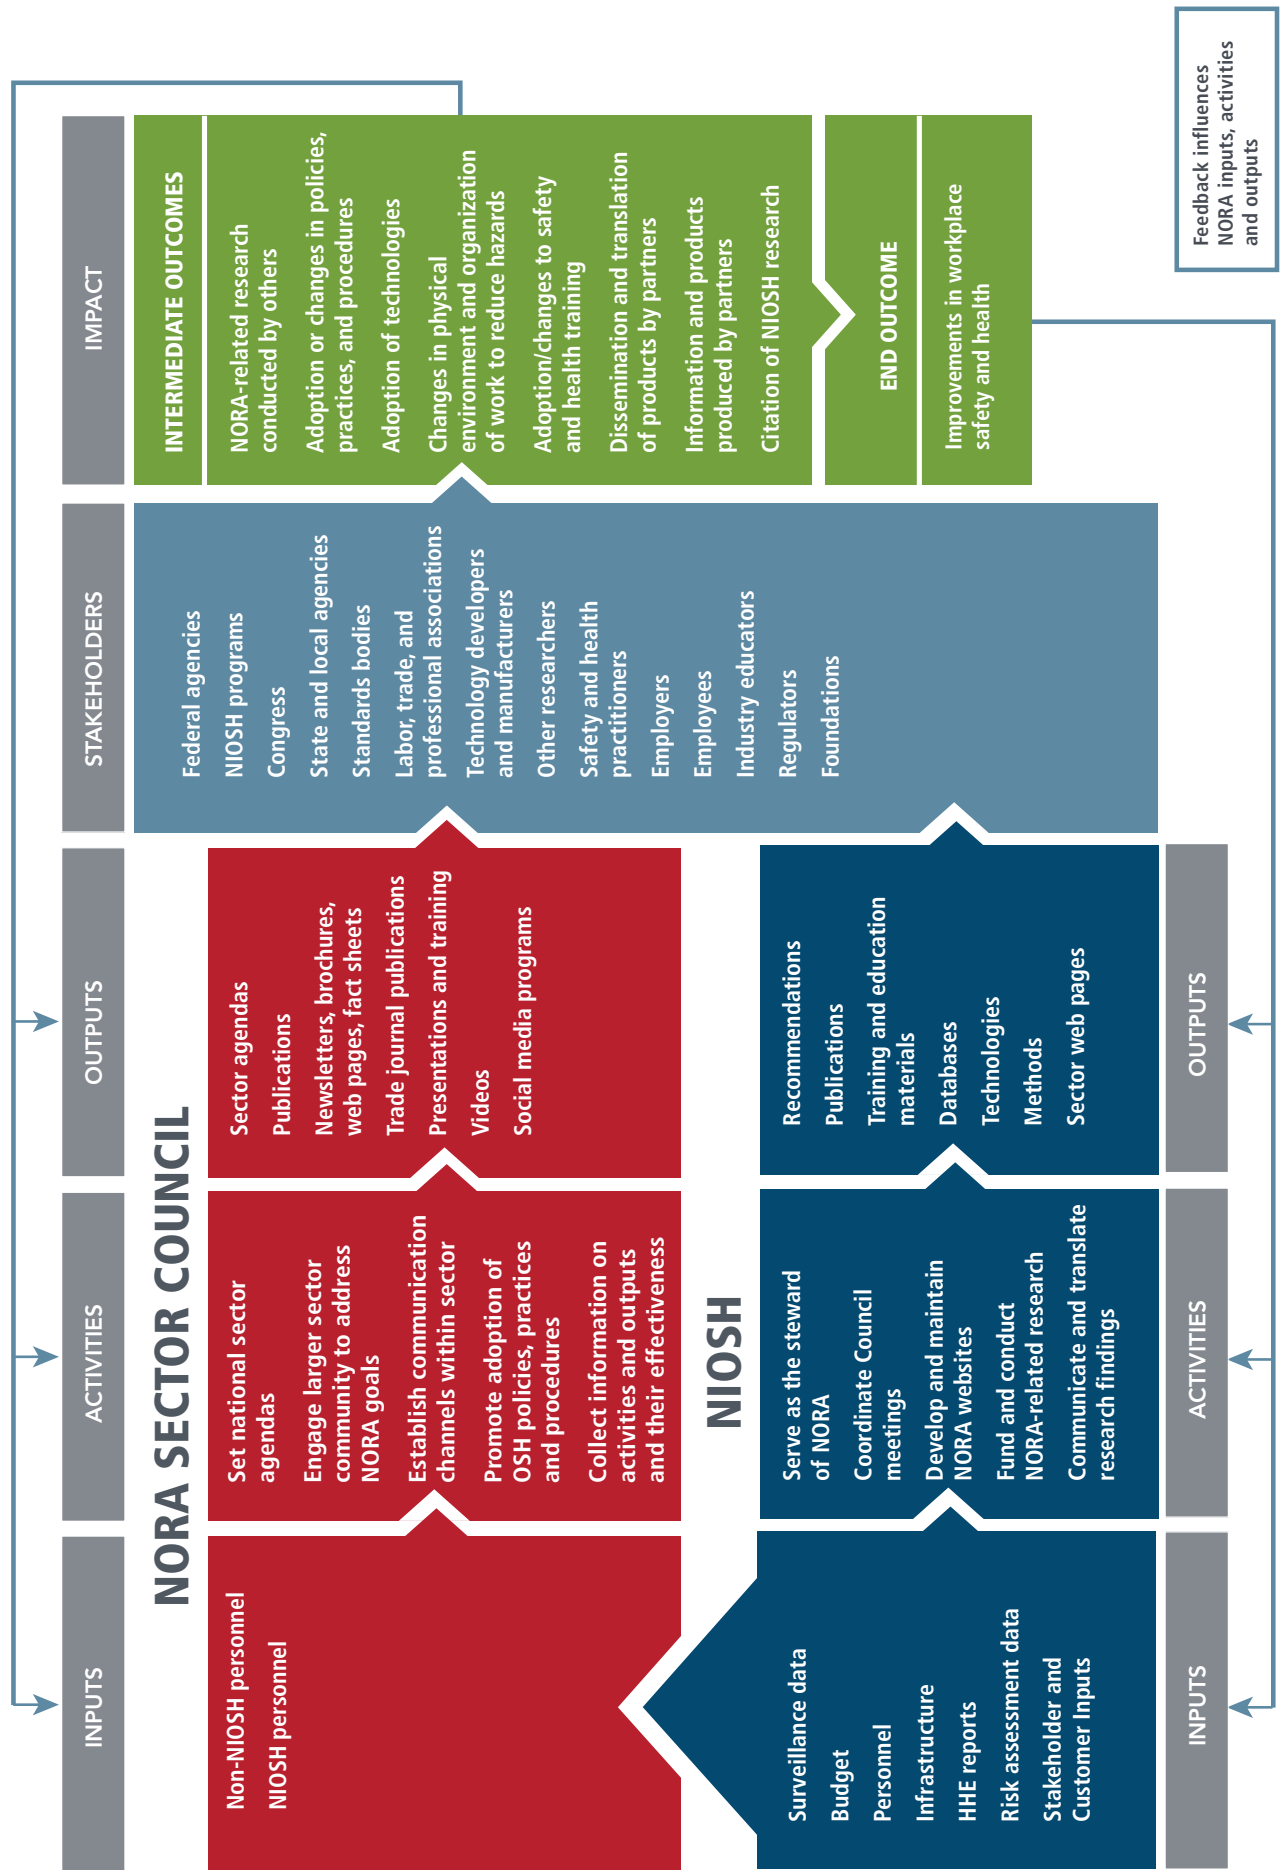 INPUTS
ACTIVITIES
OUTPUTS
STAKEHOLDERS
IMPACT
NORA SECTOR COUNCIL
Non-NIOSH personnel
NIOSH personnel
Set national sector
agendas
Engage larger sector
community to address
NORA goals
Establish communication
channels within sector
Promote adoption of
OSH policies, practices
and procedures
Collect information on
activities and outputs
and their effectiveness
Sector agendas
Publications
Newsletters, brochures,
web pages, fact sheets
Trade journal publications
Presentations and training
Videos
Social media programs
NIOSH
Surveillance data
Budget
Personnel
Infrastructure
HHE reports
Risk assessment data
Stakeholder and
Customer Inputs
Serve as the steward
of NORA
Coordinate Council
meetings
Develop and maintain
NORA websites
Fund and conduct
NORA-related research
Communicate and translate
research findings
Recommendations
Publications
Training and education
materials
Databases
Technologies
Methods
Sector web pages
Federal agencies
NIOSH programs
Congress
State and local agencies
Standards bodies
Labor, trade, and
professional associations
Technology developers
and manufacturers
Other researchers
Safety and health
practitioners
Employers
Employees
Industry educators
Regulators
Foundations
INTERMEDIATE OUTCOMES
NORA-related research
conducted by others
Adoption or changes in policies,
practices, and procedures
Adoption of technologies
Changes in physical
environment and organization
of work to reduce hazards
Adoption/changes to safety
and health training
Dissemination and translation
of products by partners
Information and products
produced by partners
Citation of NIOSH research
END OUTCOME
Improvements in workplace
safety and health
INPUTS
ACTIVITIES
OUTPUTS
Feedback influences
NORA inputs, activities
and outputs